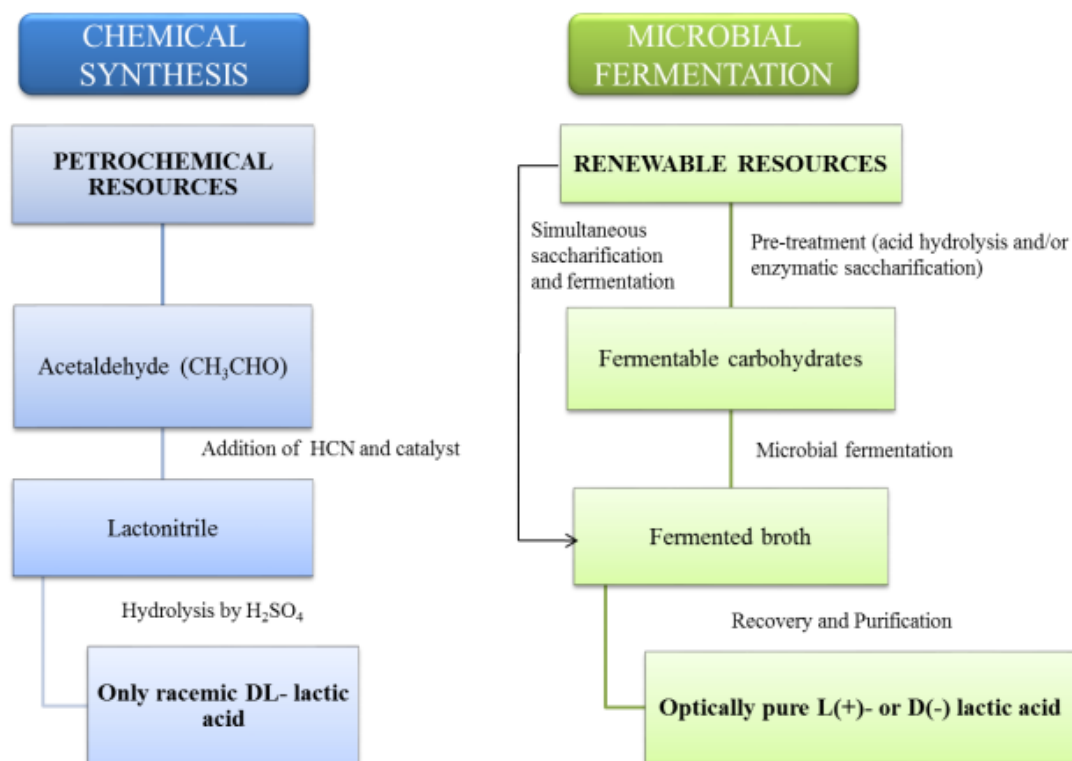 CHEMICAL
SYNTHESIS
PETROCHEMICAL
RESOURCES
Acetaldehyde (CH₃CHO)
Addition of HCN and catalyst
Lactonitrile
Hydrolysis by H₂SO₄
Only racemic DL- lactic
acid
MICROBIAL
FERMENTATION
RENEWABLE RESOURCES
Simultaneous
saccharification
and fermentation
Pre-treatment (acid hydrolysis and/or
enzymatic saccharification)
Fermentable carbohydrates
Microbial fermentation
Fermented broth
Recovery and Purification
Optically pure L(+)- or D(-) lactic acid